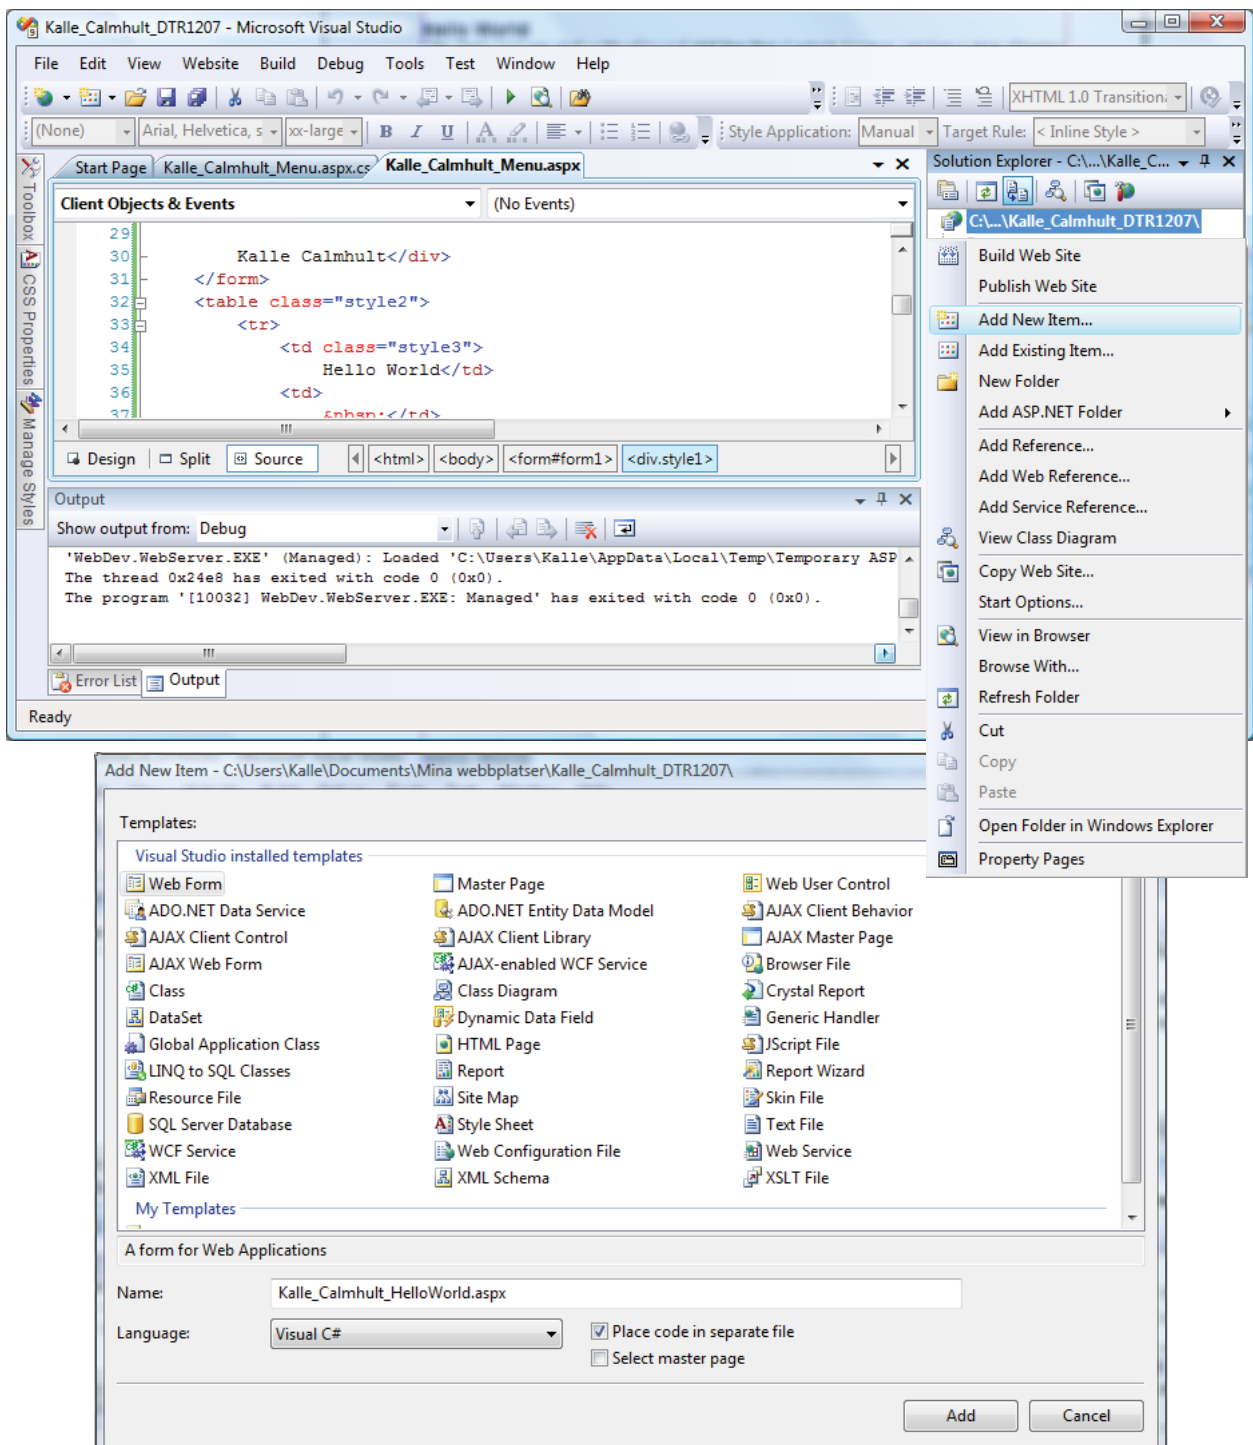 Kalle_Calmhult_DTR1207 - Microsoft Visual Studio
File Edit View Website Build Debug Tools Test Window Help
XHTML 1.0 Transition
(None) Arial, Helvetica, s xx-large B I U A Style Application: Manual Target Rule: < Inline Style >
Start Page Kalle_Calmhult_Menu.aspx.cs Kalle_Calmhult_Menu.aspx
Client Objects & Events (No Events)
29
30 Kalle Calmhult</div>
31 </form>
32 <table class="style2">
33 <tr>
34 <td class="style3">
35 Hello World</td>
36 <td>
37 &nbsp;</td>
Design Split Source <html> <body> <form#form1> <div.style1>
Output
Show output from: Debug
'WebDev.WebServer.EXE' (Managed): Loaded 'C:\Users\Kalle\AppData\Local\Temp\Temporary ASP
The thread 0x24e8 has exited with code 0 (0x0).
The program '[10032] WebDev.WebServer.EXE: Managed' has exited with code 0 (0x0).
Error List Output
Ready
Toolbox
CSS Properties
Manage Styles
Solution Explorer - C:\...\Kalle_C...
C:\...\Kalle_Calmhult_DTR1207\
Build Web Site
Publish Web Site
Add New Item...
Add Existing Item...
New Folder
Add ASP.NET Folder
Add Reference...
Add Web Reference...
Add Service Reference...
View Class Diagram
Copy Web Site...
Start Options...
View in Browser
Browse With...
Refresh Folder
Cut
Copy
Paste
Open Folder in Windows Explorer
Property Pages
Add New Item - C:\Users\Kalle\Documents\Mina webbplatser\Kalle_Calmhult_DTR1207\
Templates:
Visual Studio installed templates
Web Form Master Page Web User Control
ADO.NET Data Service ADO.NET Entity Data Model AJAX Client Behavior
AJAX Client Control AJAX Client Library AJAX Master Page
AJAX Web Form AJAX-enabled WCF Service Browser File
Class Class Diagram Crystal Report
DataSet Dynamic Data Field Generic Handler
Global Application Class HTML Page JScript File
LINQ to SQL Classes Report Report Wizard
Resource File Site Map Skin File
SQL Server Database Style Sheet Text File
WCF Service Web Configuration File Web Service
XML File XML Schema XSLT File
My Templates
A form for Web Applications
Name: Kalle_Calmhult_HelloWorld.aspx
Language: Visual C# Place code in separate file
Select master page
Add Cancel